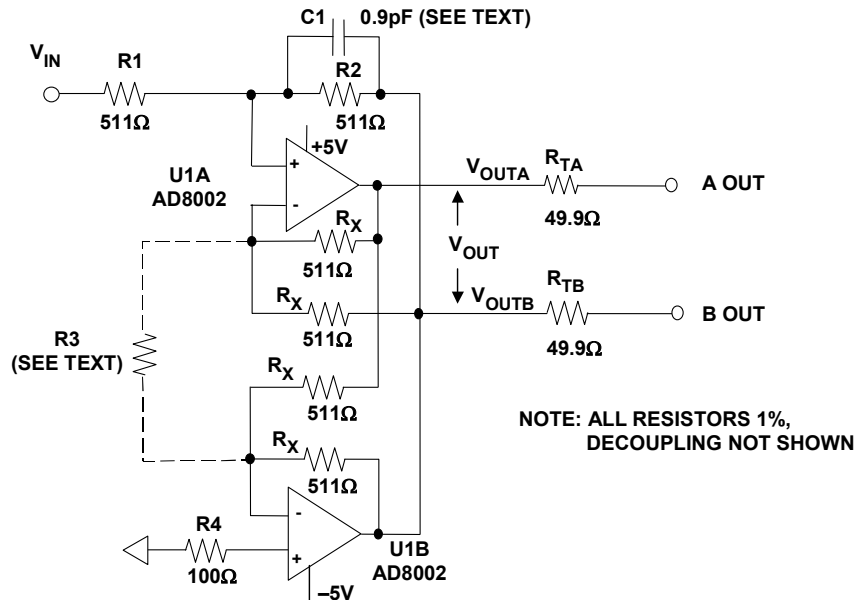 C1
0.9pF (SEE TEXT)
V_IN
R1
R2
511Ω
511Ω
+5V
U1A
AD8002
+
-
V_OUTA
R_TA
A OUT
49.9Ω
R_X
511Ω
V_OUT
R_X
511Ω
V_OUTB
R_TB
B OUT
49.9Ω
R3
(SEE TEXT)
R_X
511Ω
R_X
511Ω
NOTE: ALL RESISTORS 1%,
DECOUPLING NOT SHOWN
-
+
R4
100Ω
U1B
AD8002
–5V